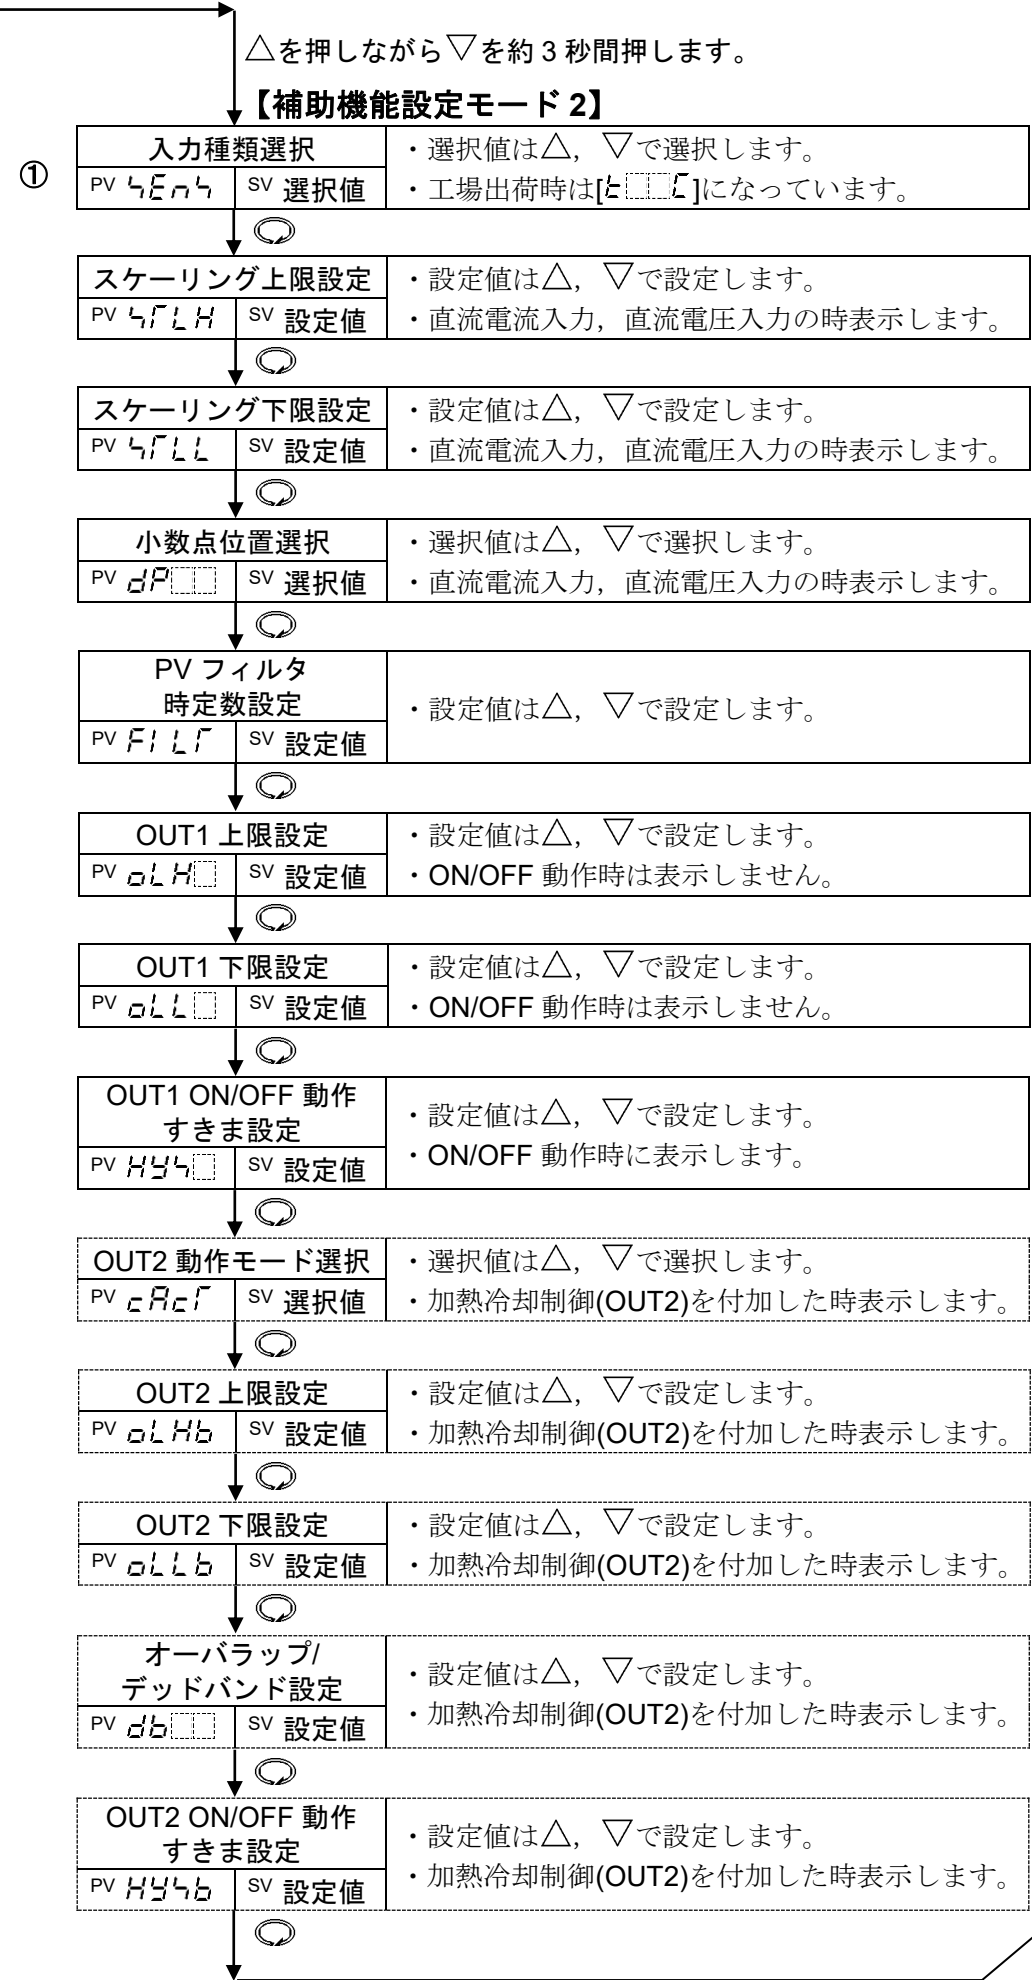 △を押しながら▽を約 3 秒間押します。
【補助機能設定モード 2】
①
入力種類選択
PV ㄣEnㄣ SV 選択値
・選択値は△，▽で選択します。
・工場出荷時は[E□□C]になっています。
スケーリング上限設定
PV ㄣΓLH SV 設定値
・設定値は△，▽で設定します。
・直流電流入力，直流電圧入力の時表示します。
スケーリング下限設定
PV ㄣΓLL SV 設定値
・設定値は△，▽で設定します。
・直流電流入力，直流電圧入力の時表示します。
小数点位置選択
PV dP□□ SV 選択値
・選択値は△，▽で選択します。
・直流電流入力，直流電圧入力の時表示します。
PV フィルタ
時定数設定
PV FILΓ SV 設定値
・設定値は△，▽で設定します。
OUT1 上限設定
PV oLH□ SV 設定値
・設定値は△，▽で設定します。
・ON/OFF 動作時は表示しません。
OUT1 下限設定
PV oLL□ SV 設定値
・設定値は△，▽で設定します。
・ON/OFF 動作時は表示しません。
OUT1 ON/OFF 動作
すきま設定
PV HYㄣ□ SV 設定値
・設定値は△，▽で設定します。
・ON/OFF 動作時に表示します。
OUT2 動作モード選択
PV cAcΓ SV 選択値
・選択値は△，▽で選択します。
・加熱冷却制御(OUT2)を付加した時表示します。
OUT2 上限設定
PV oLHb SV 設定値
・設定値は△，▽で設定します。
・加熱冷却制御(OUT2)を付加した時表示します。
OUT2 下限設定
PV oLLb SV 設定値
・設定値は△，▽で設定します。
・加熱冷却制御(OUT2)を付加した時表示します。
オーバラップ/
デッドバンド設定
PV db□□ SV 設定値
・設定値は△，▽で設定します。
・加熱冷却制御(OUT2)を付加した時表示します。
OUT2 ON/OFF 動作
すきま設定
PV HYㄣb SV 設定値
・設定値は△，▽で設定します。
・加熱冷却制御(OUT2)を付加した時表示します。